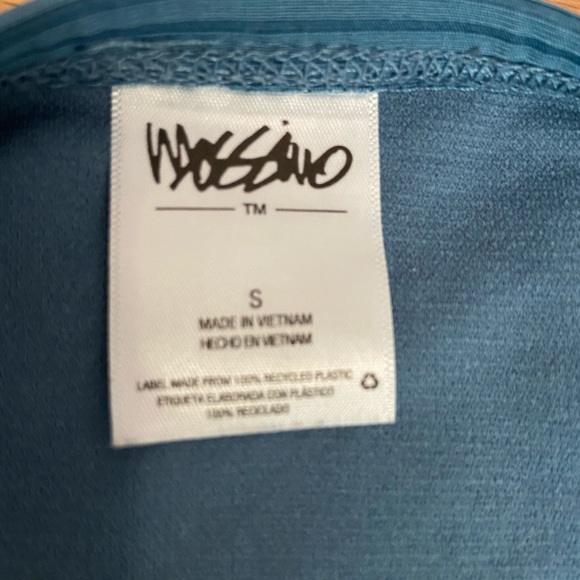 Mossimo
TM
S
MADE IN VIETNAM
HECHO EN VIETNAM
LABEL MADE FROM 100% RECYCLED PLASTIC
ETIQUETA ELABORADA CON PLÁSTICO
100% RECICLADO